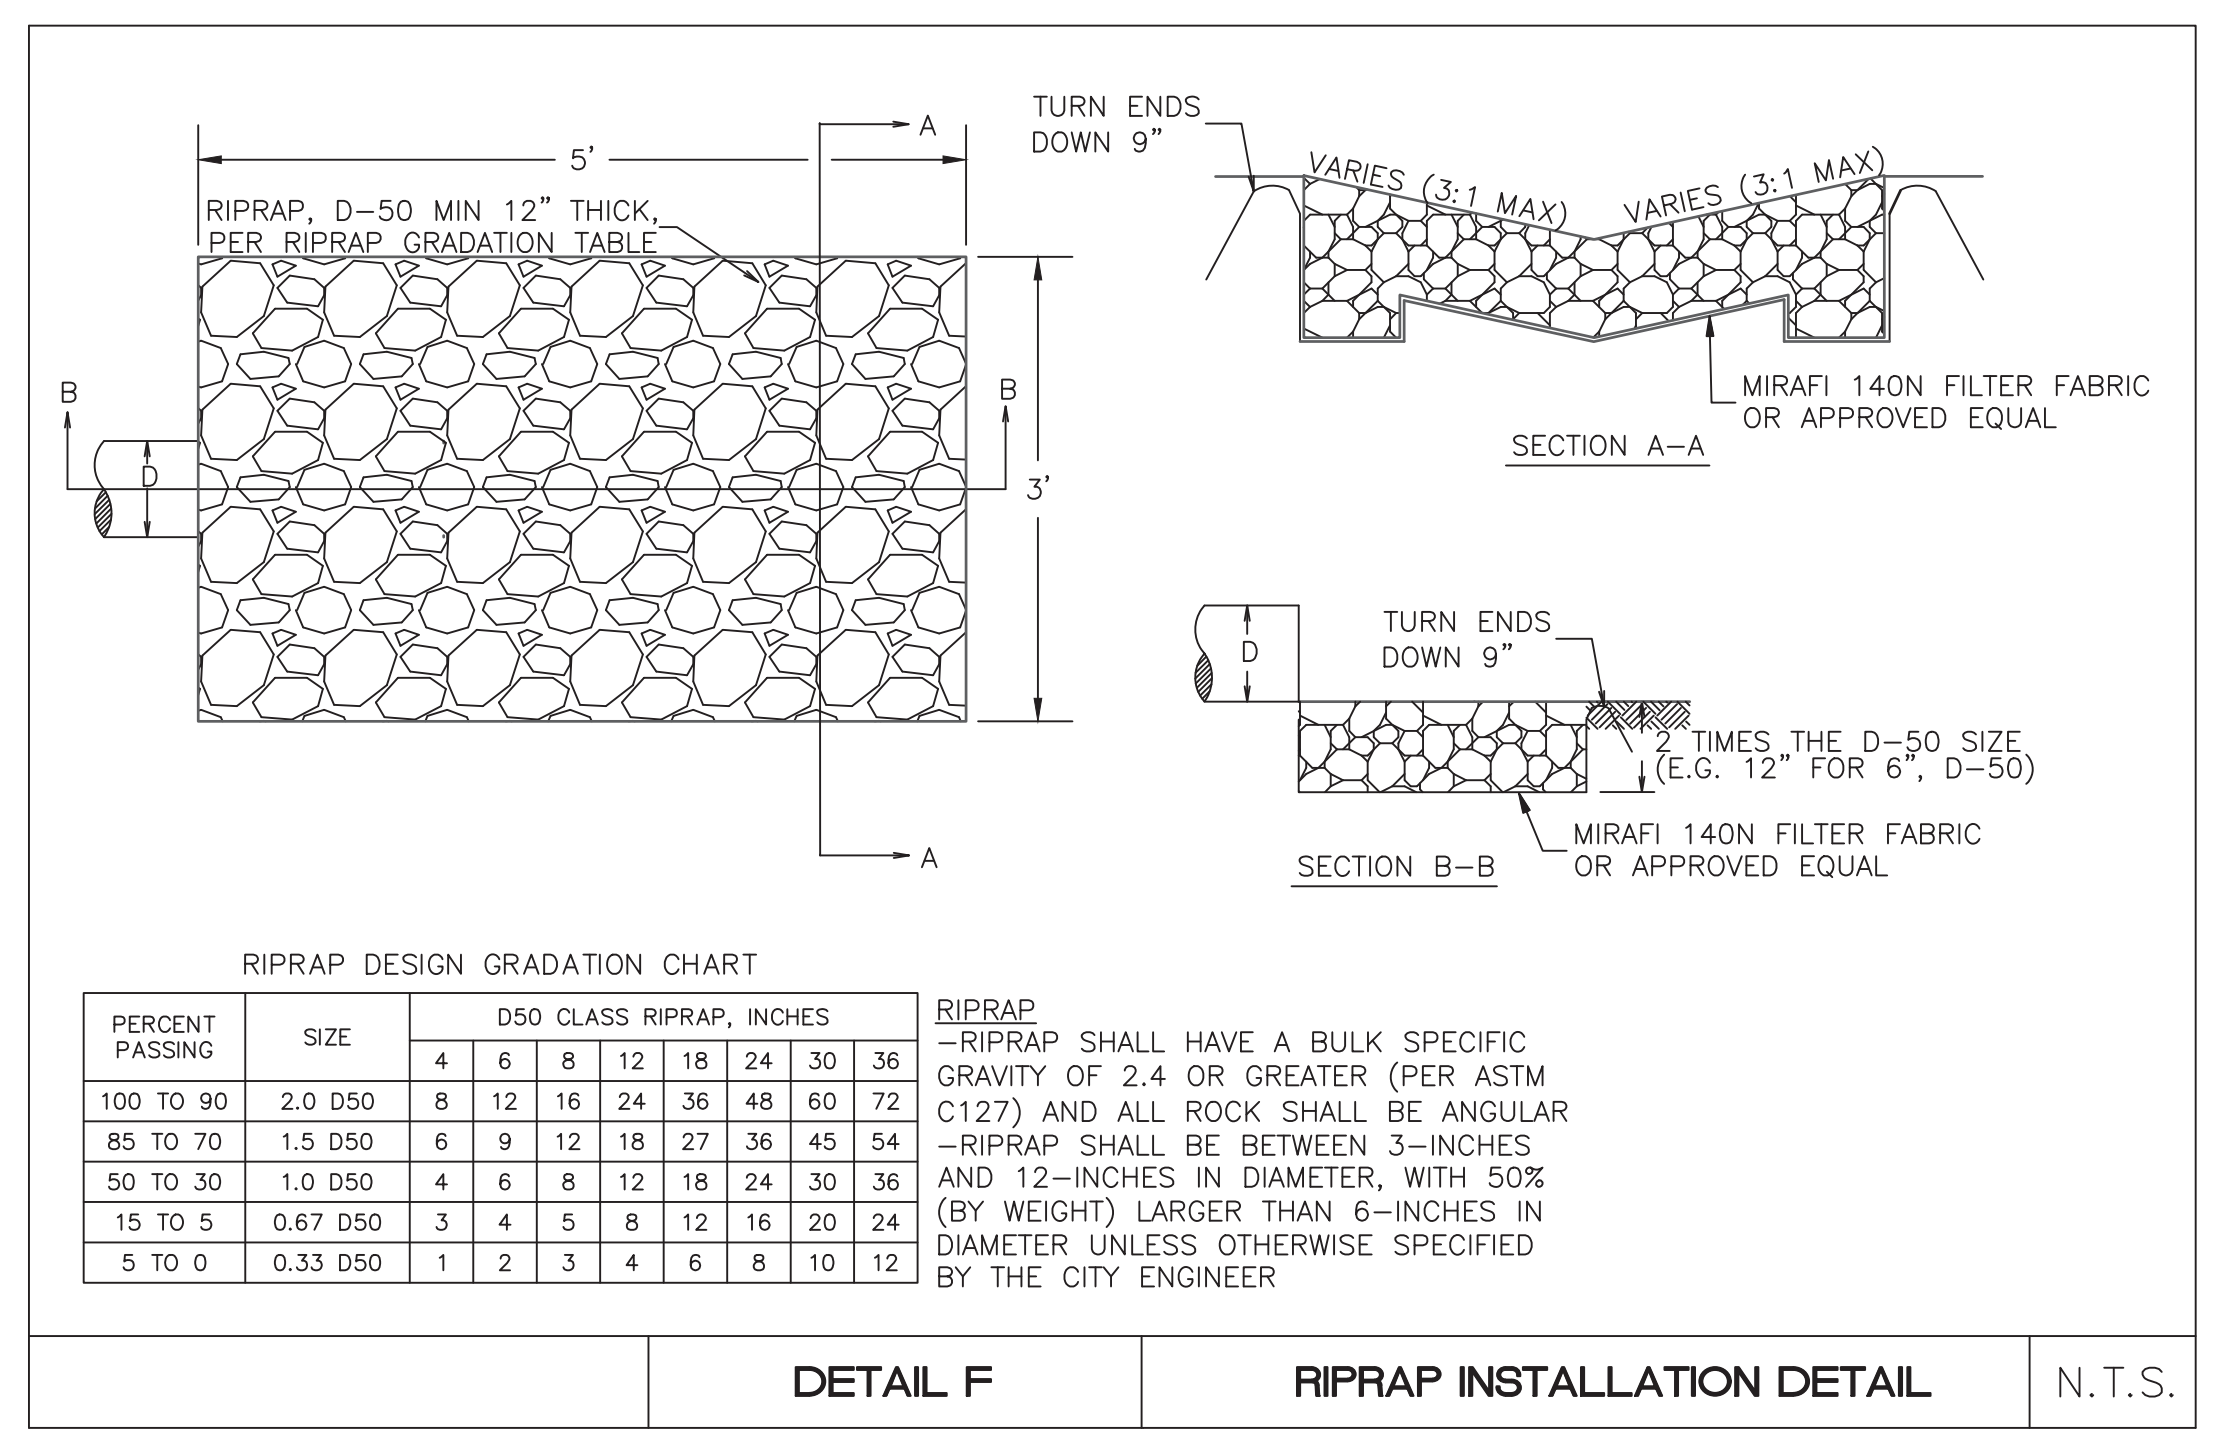 A
5'
RIPRAP, D-50 MIN 12" THICK,
PER RIPRAP GRADATION TABLE
B
B
D
3'
A
TURN ENDS
DOWN 9"
VARIES (3:1 MAX)
VARIES (3:1 MAX)
MIRAFI 140N FILTER FABRIC
OR APPROVED EQUAL
SECTION A-A
D
TURN ENDS
DOWN 9"
2 TIMES THE D-50 SIZE
(E.G. 12" FOR 6", D-50)
MIRAFI 140N FILTER FABRIC
OR APPROVED EQUAL
SECTION B-B
RIPRAP DESIGN GRADATION CHART
PERCENT
PASSING
SIZE
D50 CLASS RIPRAP, INCHES
4 6 8 12 18 24 30 36
100 TO 90 2.0 D50 8 12 16 24 36 48 60 72
85 TO 70 1.5 D50 6 9 12 18 27 36 45 54
50 TO 30 1.0 D50 4 6 8 12 18 24 30 36
15 TO 5 0.67 D50 3 4 5 8 12 16 20 24
5 TO 0 0.33 D50 1 2 3 4 6 8 10 12
RIPRAP
-RIPRAP SHALL HAVE A BULK SPECIFIC
GRAVITY OF 2.4 OR GREATER (PER ASTM
C127) AND ALL ROCK SHALL BE ANGULAR
-RIPRAP SHALL BE BETWEEN 3-INCHES
AND 12-INCHES IN DIAMETER, WITH 50%
(BY WEIGHT) LARGER THAN 6-INCHES IN
DIAMETER UNLESS OTHERWISE SPECIFIED
BY THE CITY ENGINEER
DETAIL F
RIPRAP INSTALLATION DETAIL
N.T.S.